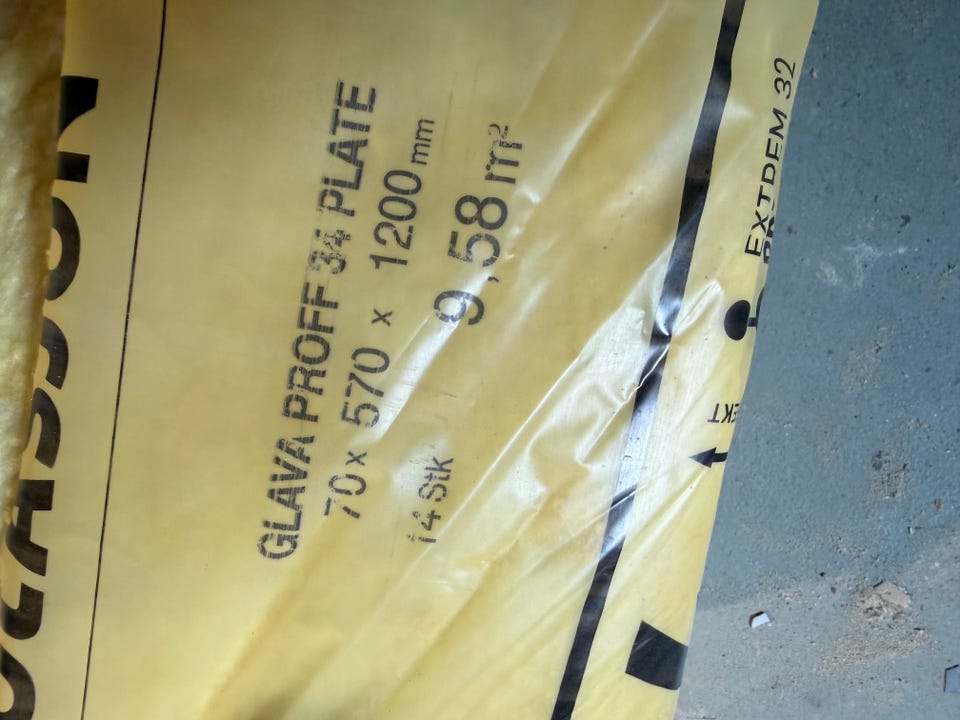 GLAVA PROFF 34 PLATE
70 x 570 x 1200 mm
14 Stk 9,58 m²
EXTREM 32